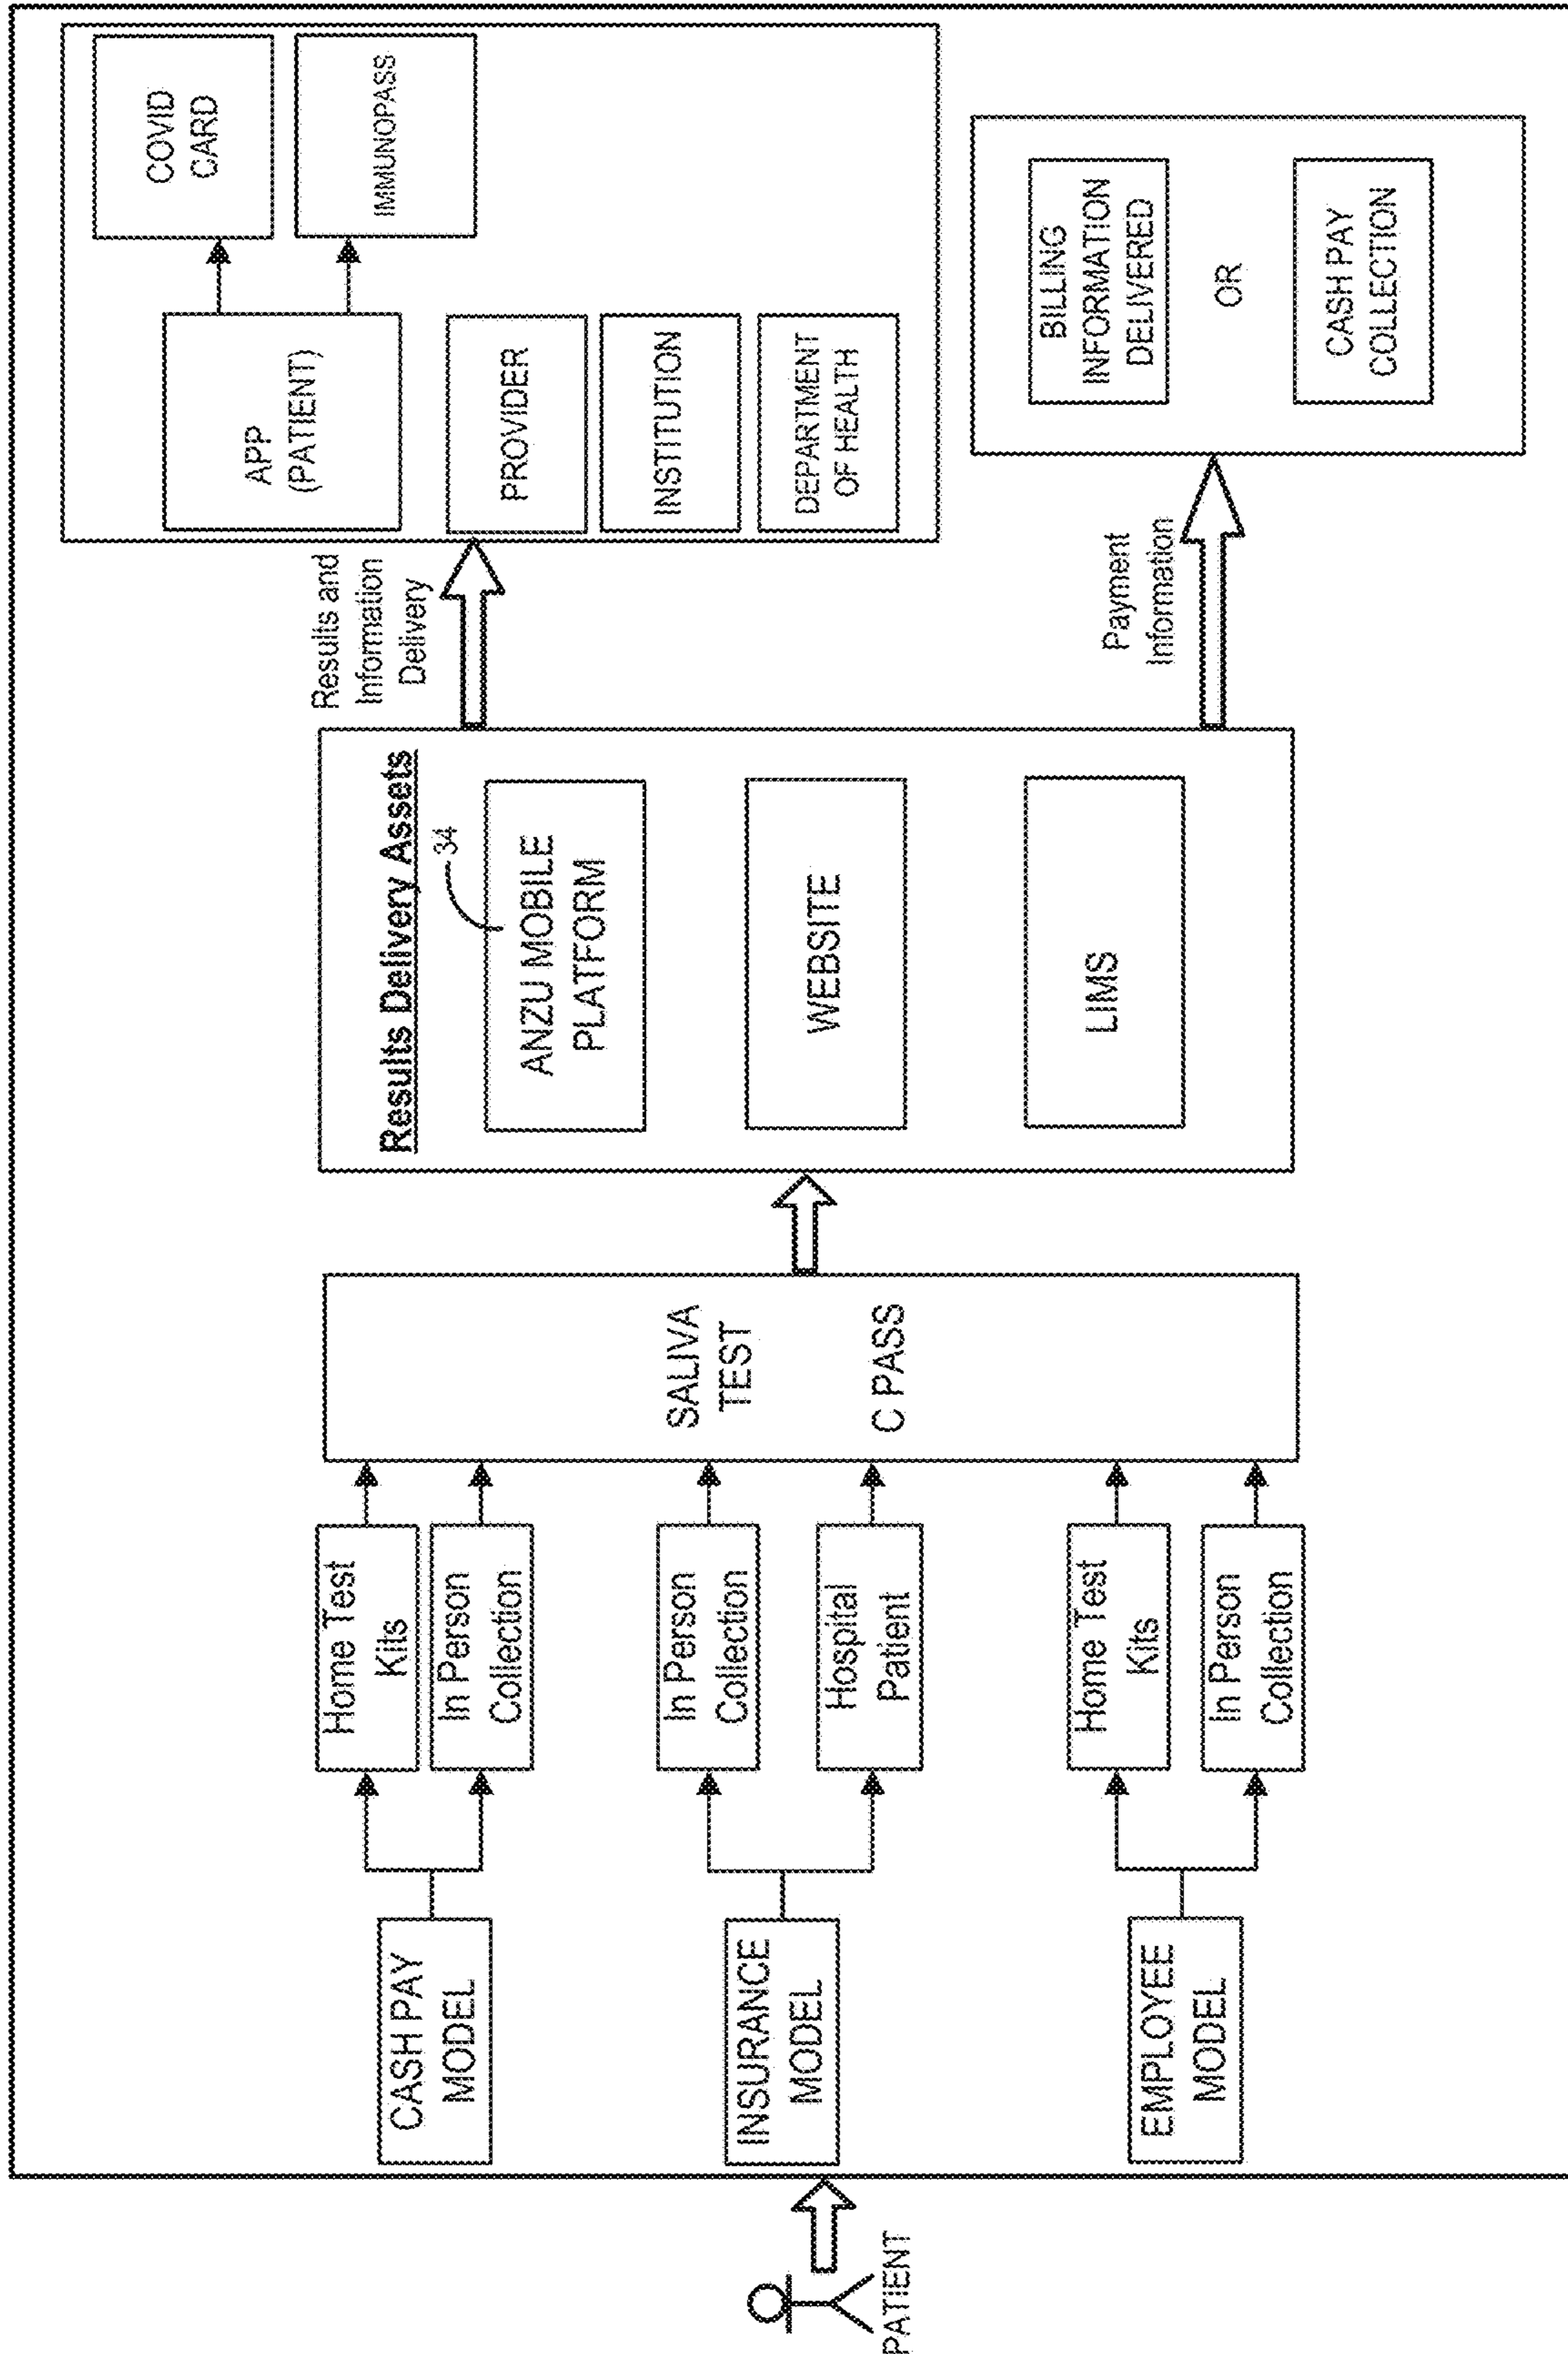 PATIENT
CASH PAY
MODEL
INSURANCE
MODEL
EMPLOYEE
MODEL
Home Test
Kits
In Person
Collection
In Person
Collection
Hospital
Patient
Home Test
Kits
In Person
Collection
SALIVA
TEST
C PASS
Results Delivery Assets
34
ANZU MOBILE
PLATFORM
WEBSITE
LIMS
Results and
Information
Delivery
Payment
Information
APP
(PATIENT)
COVID
CARD
IMMUNOPASS
PROVIDER
INSTITUTION
DEPARTMENT
OF HEALTH
BILLING
INFORMATION
DELIVERED
OR
CASH PAY
COLLECTION